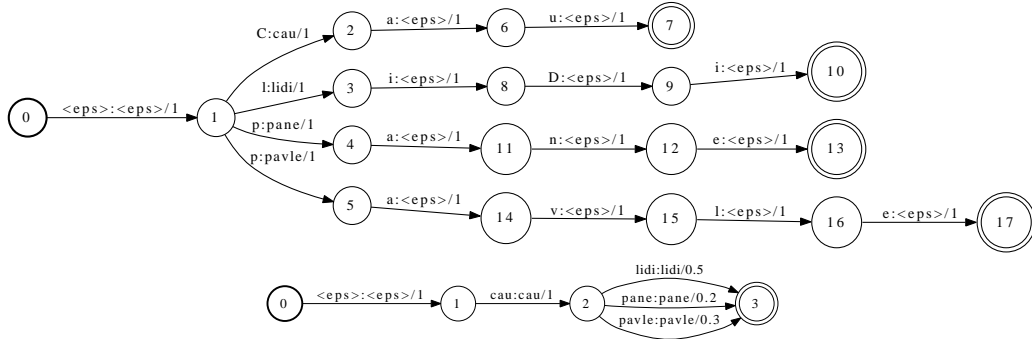 C:cau/1 2 a:<eps>/1 6 u:<eps>/1 7
0 <eps>:<eps>/1 1 l:lidi/1 3 i:<eps>/1 8 D:<eps>/1 9 i:<eps>/1 10
p:pane/1 4 a:<eps>/1 11 n:<eps>/1 12 e:<eps>/1 13
p:pavle/1 5 a:<eps>/1 14 v:<eps>/1 15 l:<eps>/1 16 e:<eps>/1 17
lidi:lidi/0.5
0 <eps>:<eps>/1 1 cau:cau/1 2 pane:pane/0.2 3
pavle:pavle/0.3